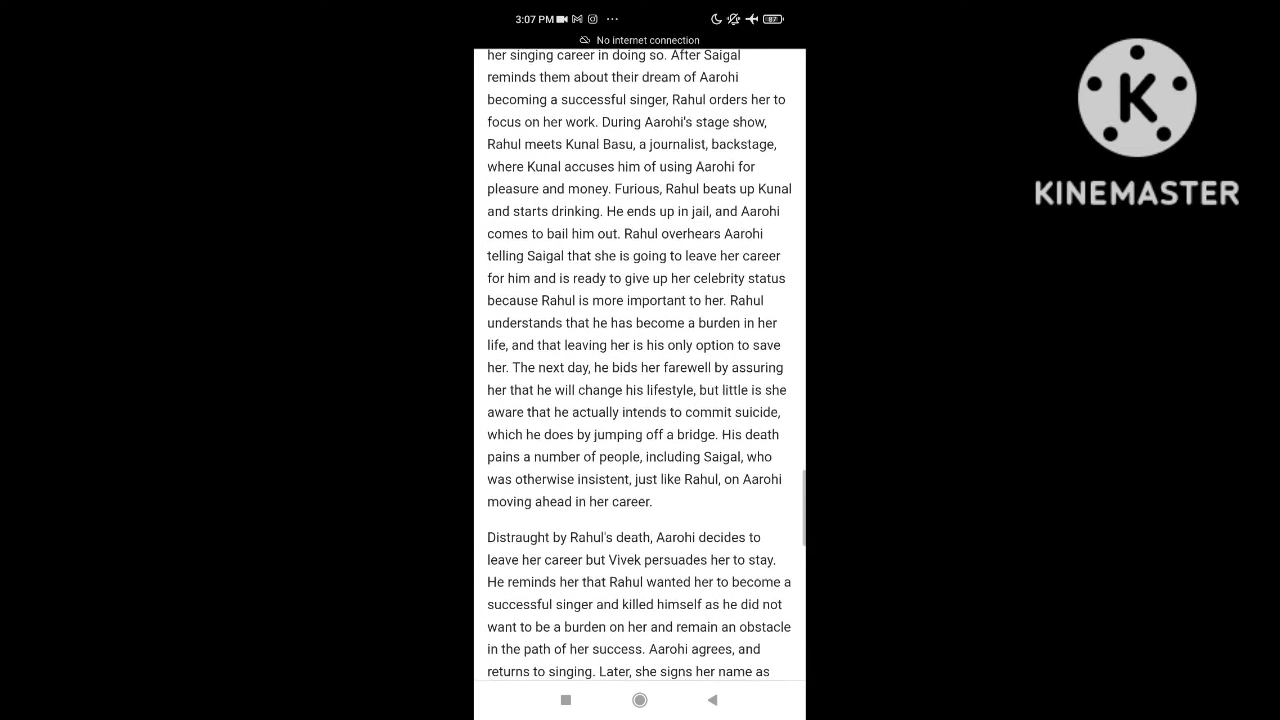 3:07 PM
87
No internet connection
her singing career in doing so. After Saigal
reminds them about their dream of Aarohi
becoming a successful singer, Rahul orders her to
focus on her work. During Aarohi's stage show,
Rahul meets Kunal Basu, a journalist, backstage,
where Kunal accuses him of using Aarohi for
pleasure and money. Furious, Rahul beats up Kunal
and starts drinking. He ends up in jail, and Aarohi
comes to bail him out. Rahul overhears Aarohi
telling Saigal that she is going to leave her career
for him and is ready to give up her celebrity status
because Rahul is more important to her. Rahul
understands that he has become a burden in her
life, and that leaving her is his only option to save
her. The next day, he bids her farewell by assuring
her that he will change his lifestyle, but little is she
aware that he actually intends to commit suicide,
which he does by jumping off a bridge. His death
pains a number of people, including Saigal, who
was otherwise insistent, just like Rahul, on Aarohi
moving ahead in her career.
Distraught by Rahul's death, Aarohi decides to
leave her career but Vivek persuades her to stay.
He reminds her that Rahul wanted her to become a
successful singer and killed himself as he did not
want to be a burden on her and remain an obstacle
in the path of her success. Aarohi agrees, and
returns to singing. Later, she signs her name as
K
KINEMASTER